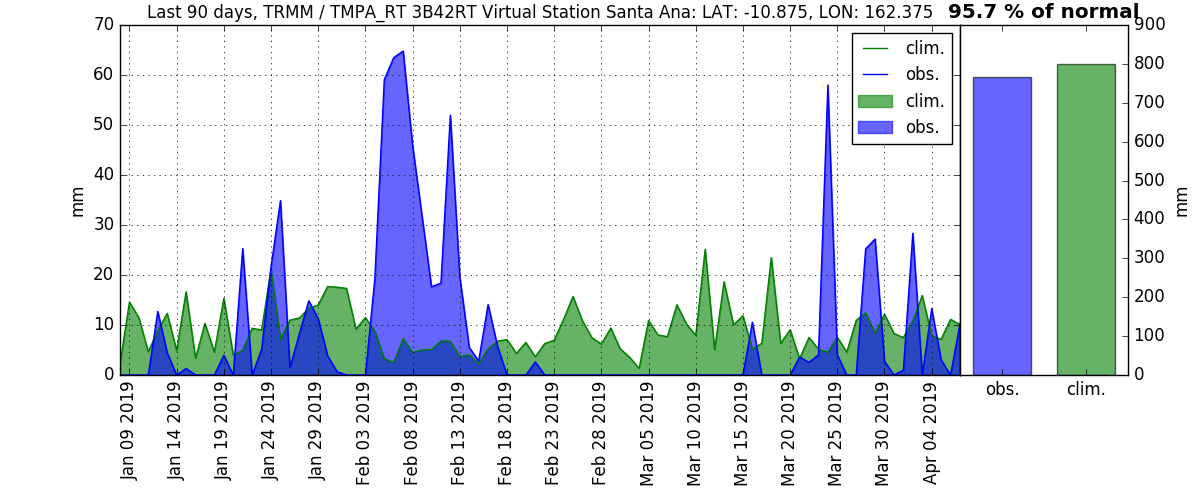 Last 90 days, TRMM / TMPA_RT 3B42RT Virtual Station Santa Ana: LAT: -10.875, LON: 162.375
95.7 % of normal
70
60
50
40
30
20
10
0
mm
clim.
obs.
clim.
obs.
Jan 09 2019
Jan 14 2019
Jan 19 2019
Jan 24 2019
Jan 29 2019
Feb 03 2019
Feb 08 2019
Feb 13 2019
Feb 18 2019
Feb 23 2019
Feb 28 2019
Mar 05 2019
Mar 10 2019
Mar 15 2019
Mar 20 2019
Mar 25 2019
Mar 30 2019
Apr 04 2019
900
800
700
600
500
400
300
200
100
0
mm
obs.
clim.